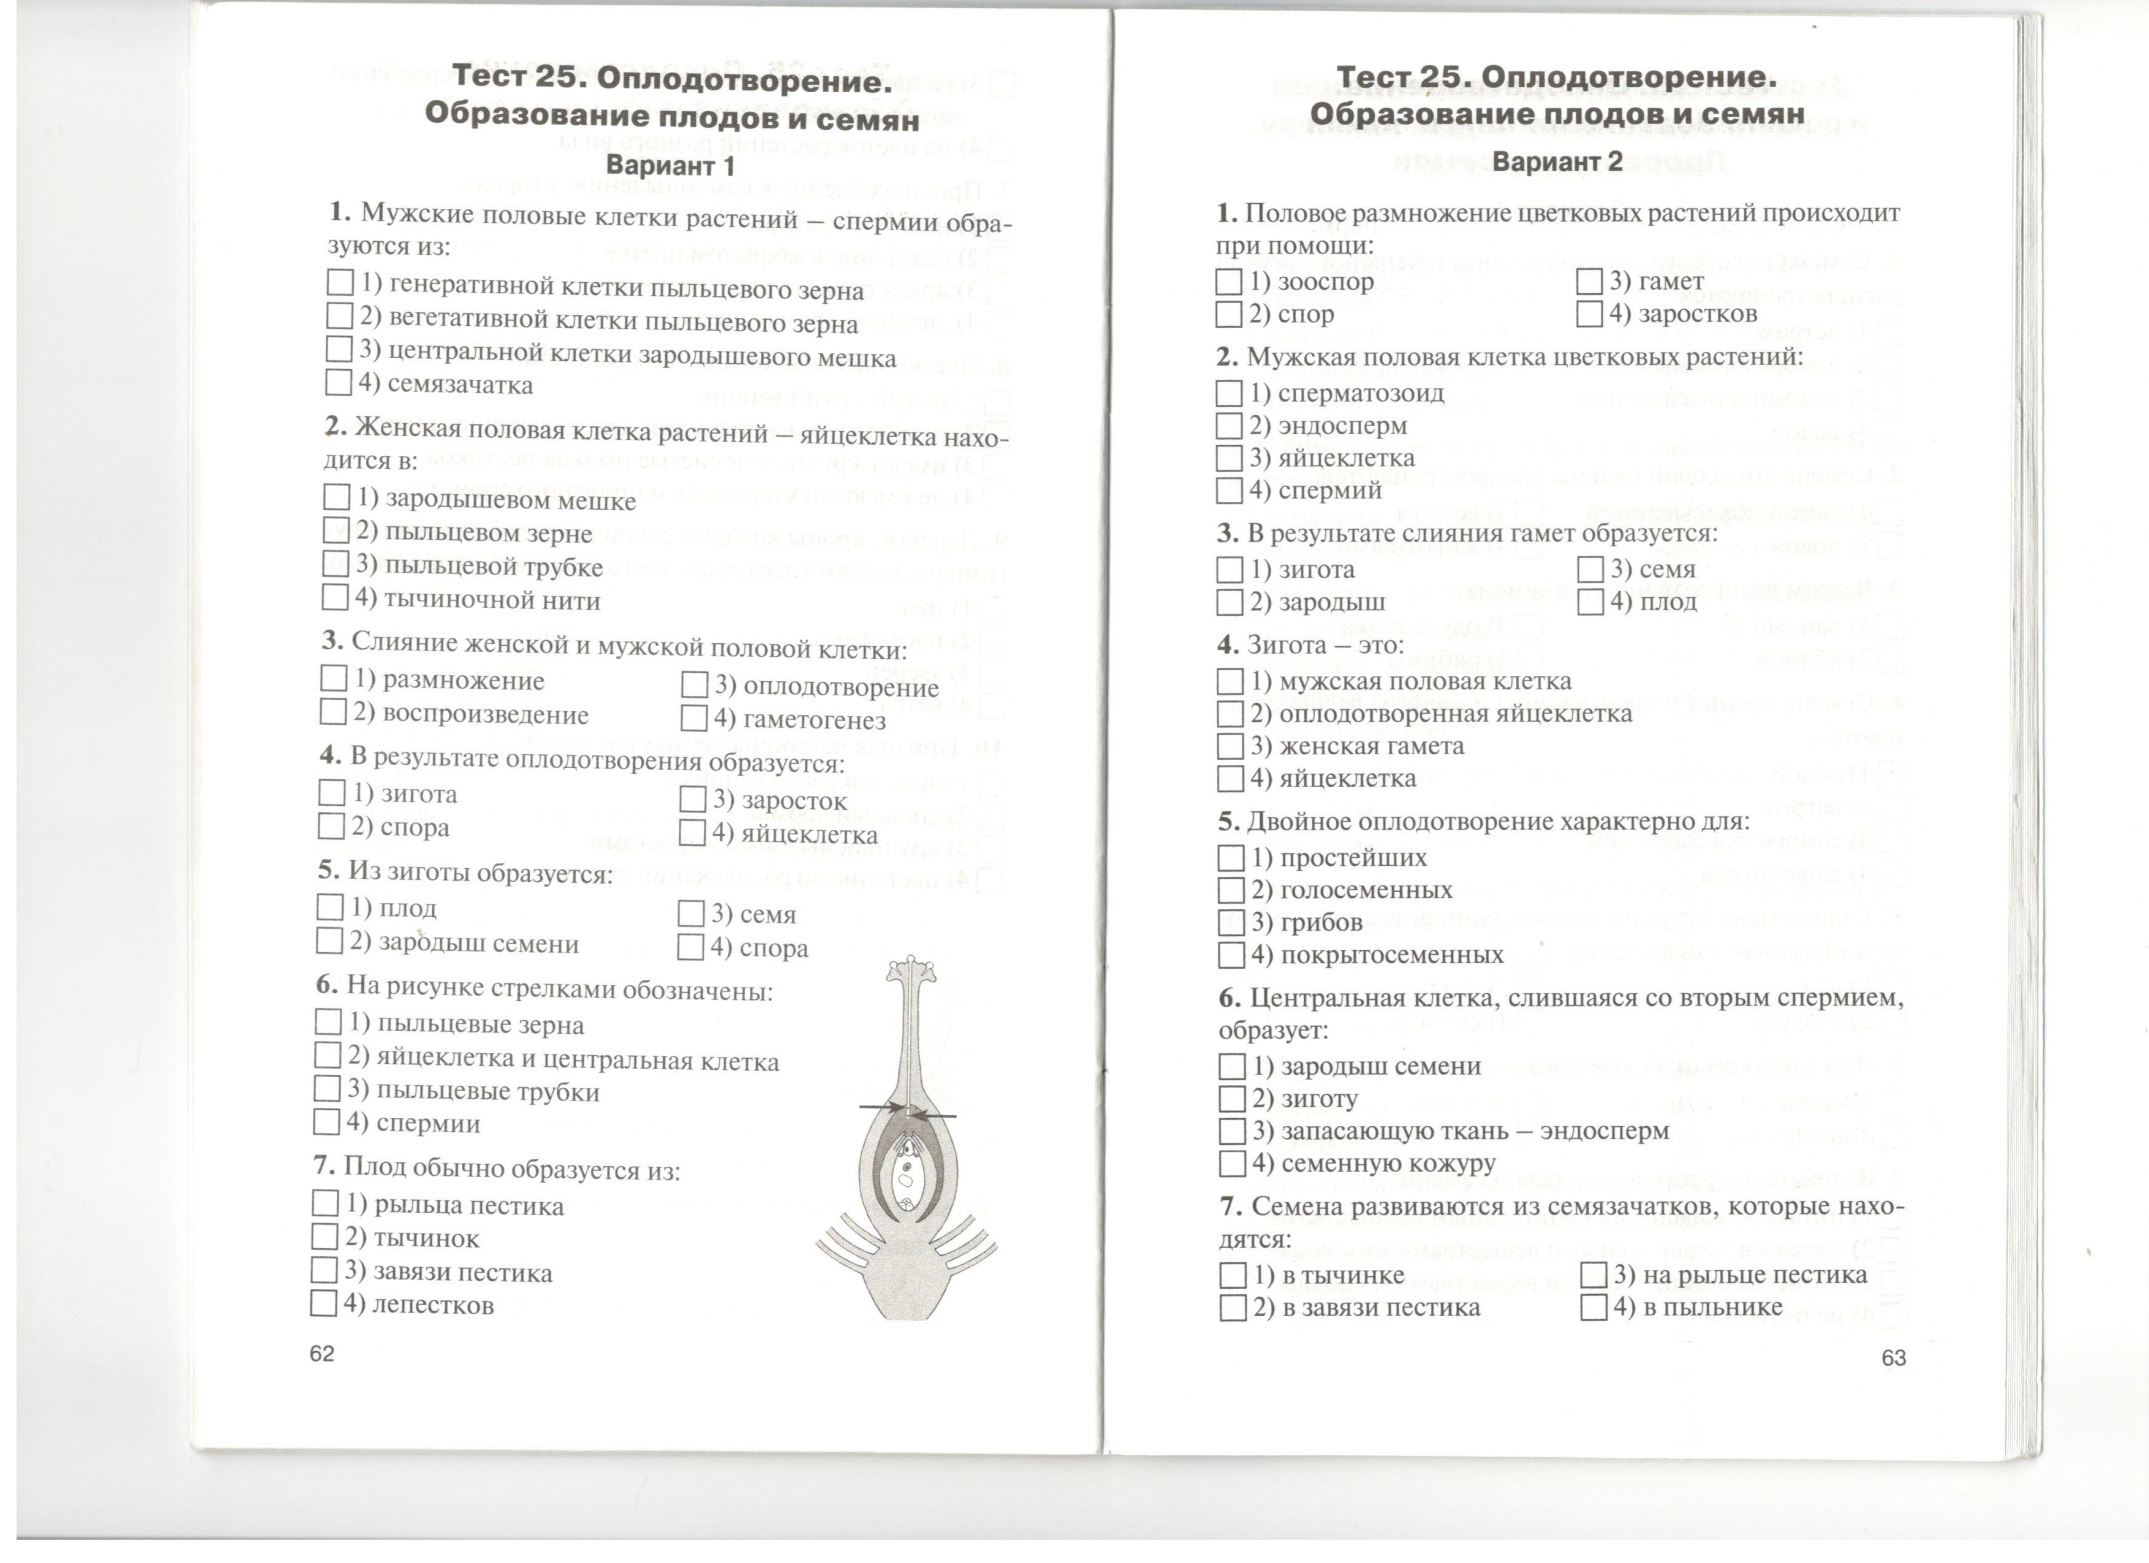 Тест 25. Оплодотворение.
Образование плодов и семян
Вариант 1
1. Мужские половые клетки растений – спермии обра-
зуются из:
1) генеративной клетки пыльцевого зерна
2) вегетативной клетки пыльцевого зерна
3) центральной клетки зародышевого мешка
4) семязачатка
2. Женская половая клетка растений – яйцеклетка нахо-
дится в:
1) зародышевом мешке
2) пыльцевом зерне
3) пыльцевой трубке
4) тычиночной нити
3. Слияние женской и мужской половой клетки:
1) размножение 3) оплодотворение
2) воспроизведение 4) гаметогенез
4. В результате оплодотворения образуется:
1) зигота 3) заросток
2) спора 4) яйцеклетка
5. Из зиготы образуется:
1) плод 3) семя
2) зародыш семени 4) спора
6. На рисунке стрелками обозначены:
1) пыльцевые зерна
2) яйцеклетка и центральная клетка
3) пыльцевые трубки
4) спермии
7. Плод обычно образуется из:
1) рыльца пестика
2) тычинок
3) завязи пестика
4) лепестков
62
Тест 25. Оплодотворение.
Образование плодов и семян
Вариант 2
1. Половое размножение цветковых растений происходит
при помощи:
1) зооспор 3) гамет
2) спор 4) заростков
2. Мужская половая клетка цветковых растений:
1) сперматозоид
2) эндосперм
3) яйцеклетка
4) спермий
3. В результате слияния гамет образуется:
1) зигота 3) семя
2) зародыш 4) плод
4. Зигота – это:
1) мужская половая клетка
2) оплодотворенная яйцеклетка
3) женская гамета
4) яйцеклетка
5. Двойное оплодотворение характерно для:
1) простейших
2) голосеменных
3) грибов
4) покрытосеменных
6. Центральная клетка, слившаяся со вторым спермием,
образует:
1) зародыш семени
2) зиготу
3) запасающую ткань – эндосперм
4) семенную кожуру
7. Семена развиваются из семязачатков, которые нахо-
дятся:
1) в тычинке 3) на рыльце пестика
2) в завязи пестика 4) в пыльнике
63